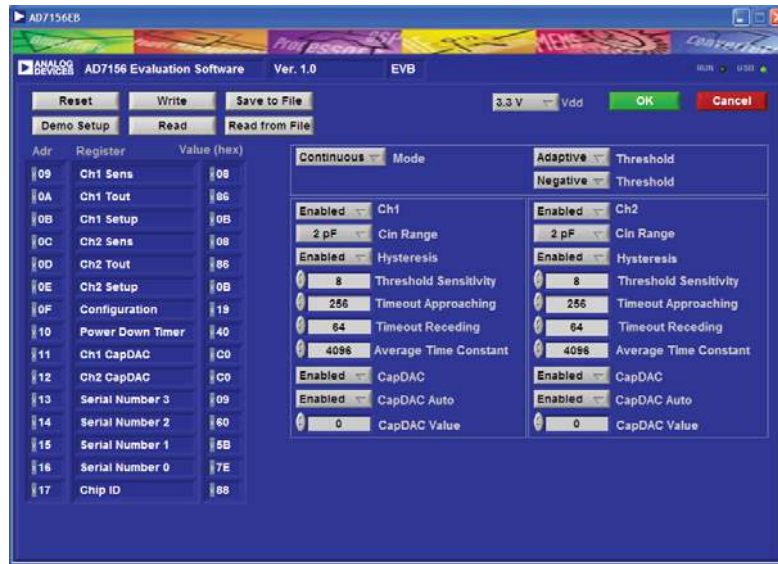 AD7156EB
Processors DSP MEMS Converters
ANALOG DEVICES AD7156 Evaluation Software Ver. 1.0 EVB RUN USB
Reset Write Save to File 3.3 V Vdd OK Cancel
Demo Setup Read Read from File
Adr Register Value (hex)
Continuous Mode Adaptive Threshold
09 Ch1 Sens 08
Negative Threshold
0A Ch1 Tout 86
Enabled Ch1 Enabled Ch2
0B Ch1 Setup 0B
2 pF Cin Range 2 pF Cin Range
0C Ch2 Sens 08
Enabled Hysteresis Enabled Hysteresis
0D Ch2 Tout 86
8 Threshold Sensitivity 8 Threshold Sensitivity
0E Ch2 Setup 0B
256 Timeout Approaching 256 Timeout Approaching
0F Configuration 19
64 Timeout Receding 64 Timeout Receding
10 Power Down Timer 40
4096 Average Time Constant 4096 Average Time Constant
11 Ch1 CapDAC C0
12 Ch2 CapDAC C0
Enabled CapDAC Enabled CapDAC
13 Serial Number 3 09
Enabled CapDAC Auto Enabled CapDAC Auto
14 Serial Number 2 60
0 CapDAC Value 0 CapDAC Value
15 Serial Number 1 5B
16 Serial Number 0 7E
17 Chip ID 88